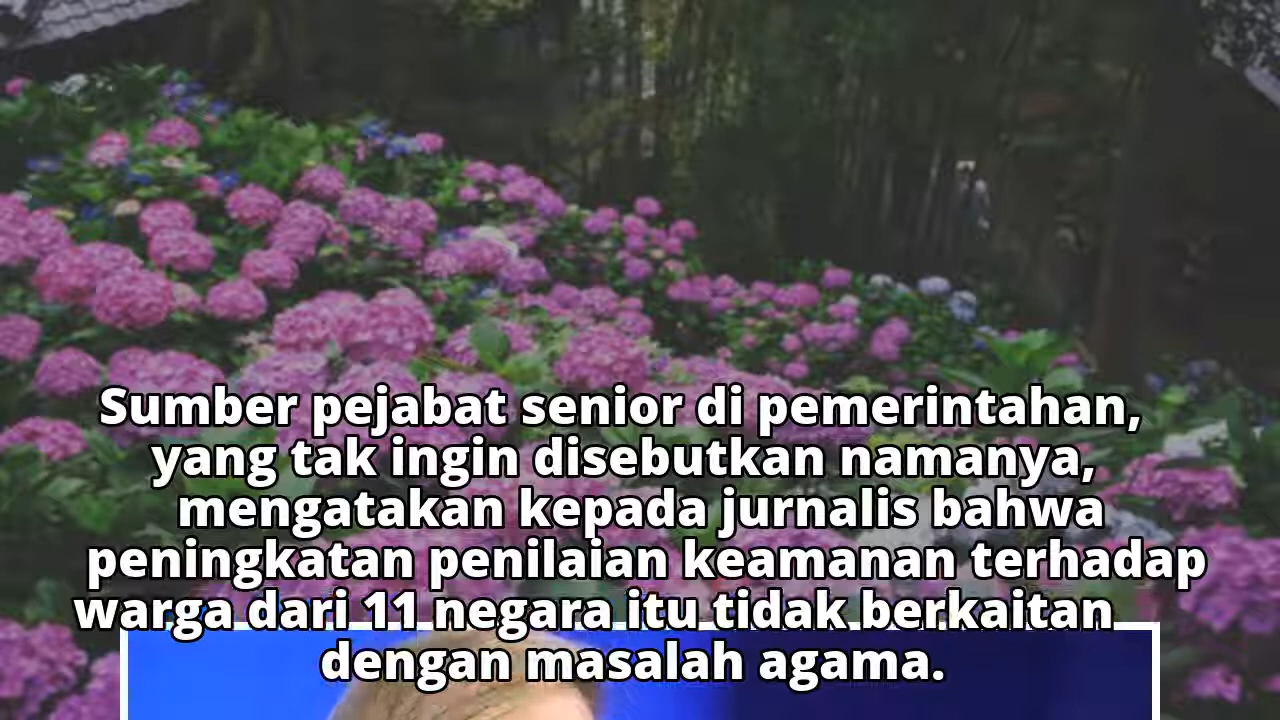 Sumber pejabat senior di pemerintahan,
yang tak ingin disebutkan namanya,
mengatakan kepada jurnalis bahwa
peningkatan penilaian keamanan terhadap
warga dari 11 negara itu tidak berkaitan
dengan masalah agama.